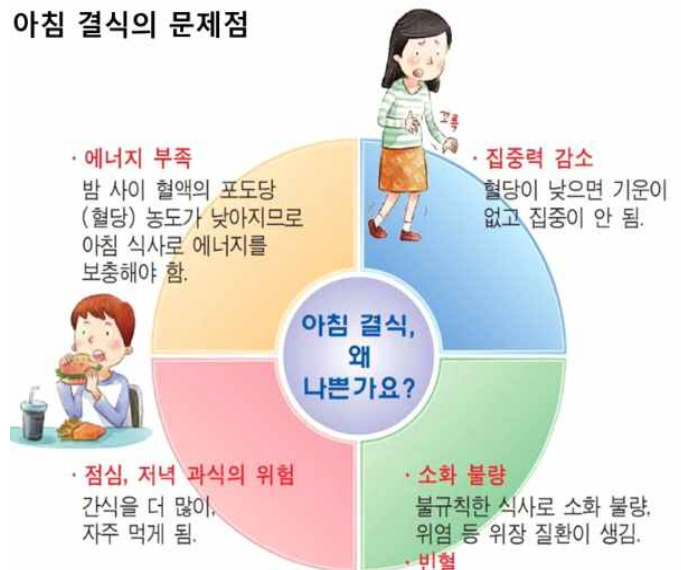 아침 결식의 문제점
꼬륵
· 에너지 부족
밤 사이 혈액의 포도당
(혈당) 농도가 낮아지므로
아침 식사로 에너지를
보충해야 함.
· 집중력 감소
혈당이 낮으면 기운이
없고 집중이 안 됨.
아침 결식,
왜
나쁜가요?
· 점심, 저녁 과식의 위험
간식을 더 많이,
자주 먹게 됨.
· 소화 불량
불규칙한 식사로 소화 불량,
위염 등 위장 질환이 생김.
· 빈혈